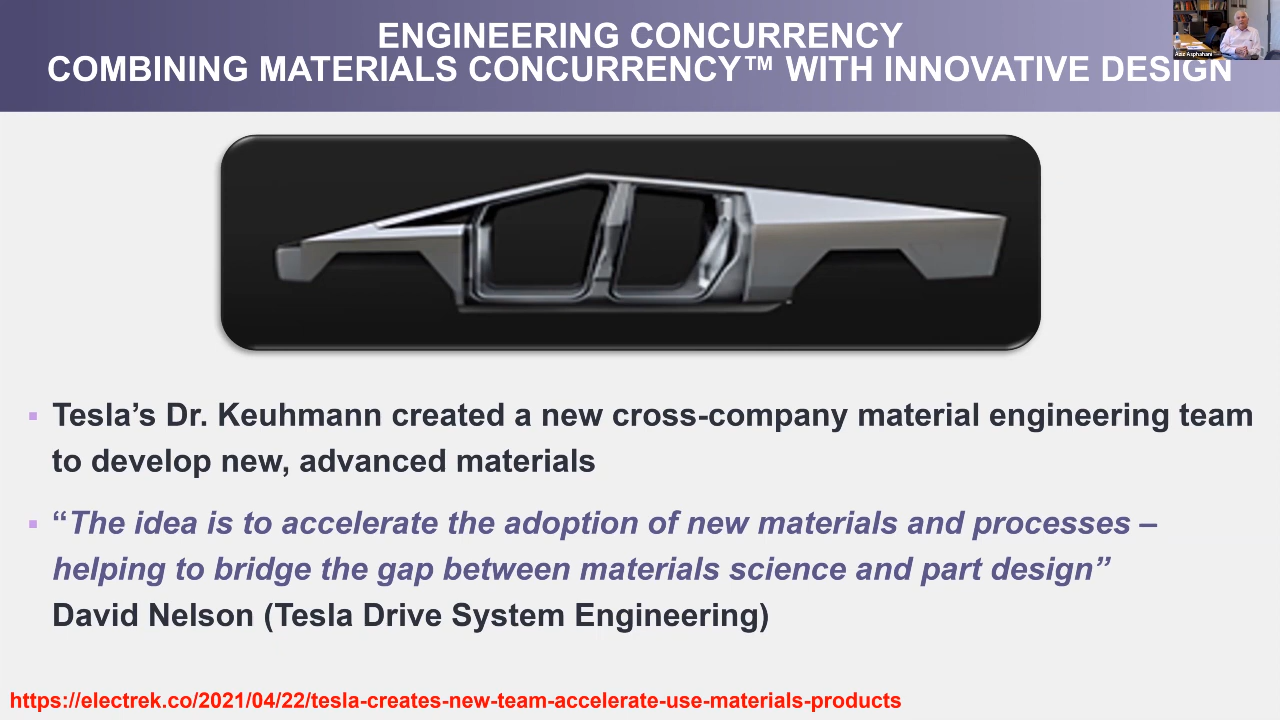 ENGINEERING CONCURRENCY
COMBINING MATERIALS CONCURRENCY™ WITH INNOVATIVE DESIGN
Aziz Asphahani
Tesla’s Dr. Keuhmann created a new cross-company material engineering team
to develop new, advanced materials
“The idea is to accelerate the adoption of new materials and processes –
helping to bridge the gap between materials science and part design”
David Nelson (Tesla Drive System Engineering)
https://electrek.co/2021/04/22/tesla-creates-new-team-accelerate-use-materials-products